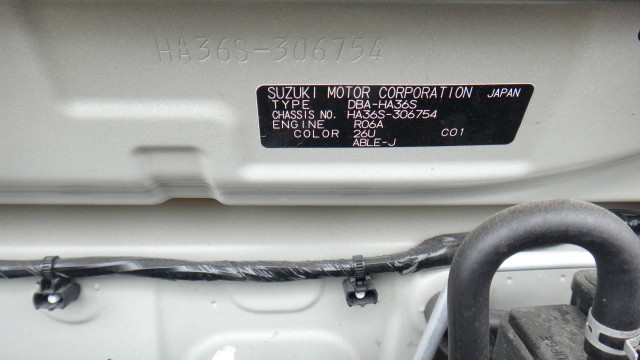 HA36S-306754
SUZUKI MOTOR CORPORATION JAPAN
TYPE DBA-HA36S
CHASSIS NO. HA36S-306754
ENGINE R06A
COLOR 26U C01
ABLE-J